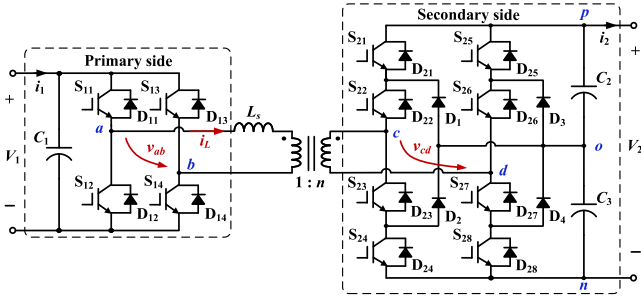 Primary side
Secondary side
p
i1
i2
+
+
S11
D11
S13
D13
Ls
S21
D21
S22
D22
D1
S25
D25
S26
D26
D3
C2
V1
C1
a
vab
iL
b
1 : n
c
vcd
d
o
V2
S12
D12
S14
D14
S23
D23
D2
S24
D24
S27
D27
D4
S28
D28
C3
n
−
−